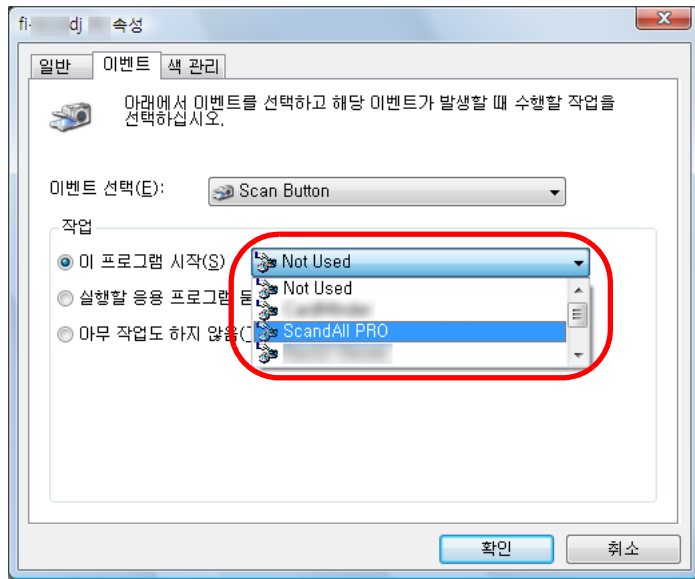 fi- dj 속성
일반 이벤트 색 관리
아래에서 이벤트를 선택하고 해당 이벤트가 발생할 때 수행할 작업을
선택하십시오.
이벤트 선택(E): Scan Button
작업
이 프로그램 시작(S) Not Used
Not Used
실행할 응용 프로그램
ScandAll PRO
아무 작업도 하지 않음(
확인 취소